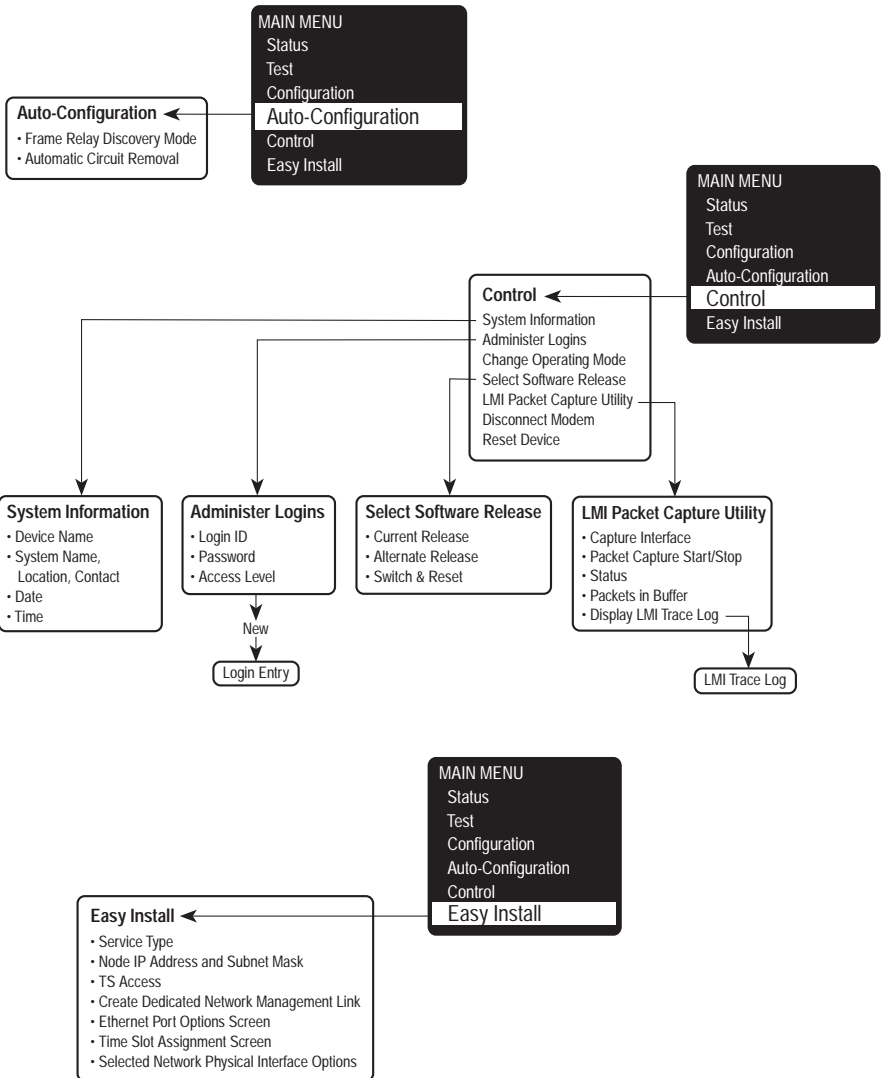 MAIN MENU
Status
Test
Configuration
Auto-Configuration
Control
Easy Install
Auto-Configuration
• Frame Relay Discovery Mode
• Automatic Circuit Removal
MAIN MENU
Status
Test
Configuration
Auto-Configuration
Control
Easy Install
Control
System Information
Administer Logins
Change Operating Mode
Select Software Release
LMI Packet Capture Utility
Disconnect Modem
Reset Device
System Information
• Device Name
• System Name,
Location, Contact
• Date
• Time
Administer Logins
• Login ID
• Password
• Access Level
New
Login Entry
Select Software Release
• Current Release
• Alternate Release
• Switch & Reset
LMI Packet Capture Utility
• Capture Interface
• Packet Capture Start/Stop
• Status
• Packets in Buffer
• Display LMI Trace Log
LMI Trace Log
MAIN MENU
Status
Test
Configuration
Auto-Configuration
Control
Easy Install
Easy Install
• Service Type
• Node IP Address and Subnet Mask
• TS Access
• Create Dedicated Network Management Link
• Ethernet Port Options Screen
• Time Slot Assignment Screen
• Selected Network Physical Interface Options